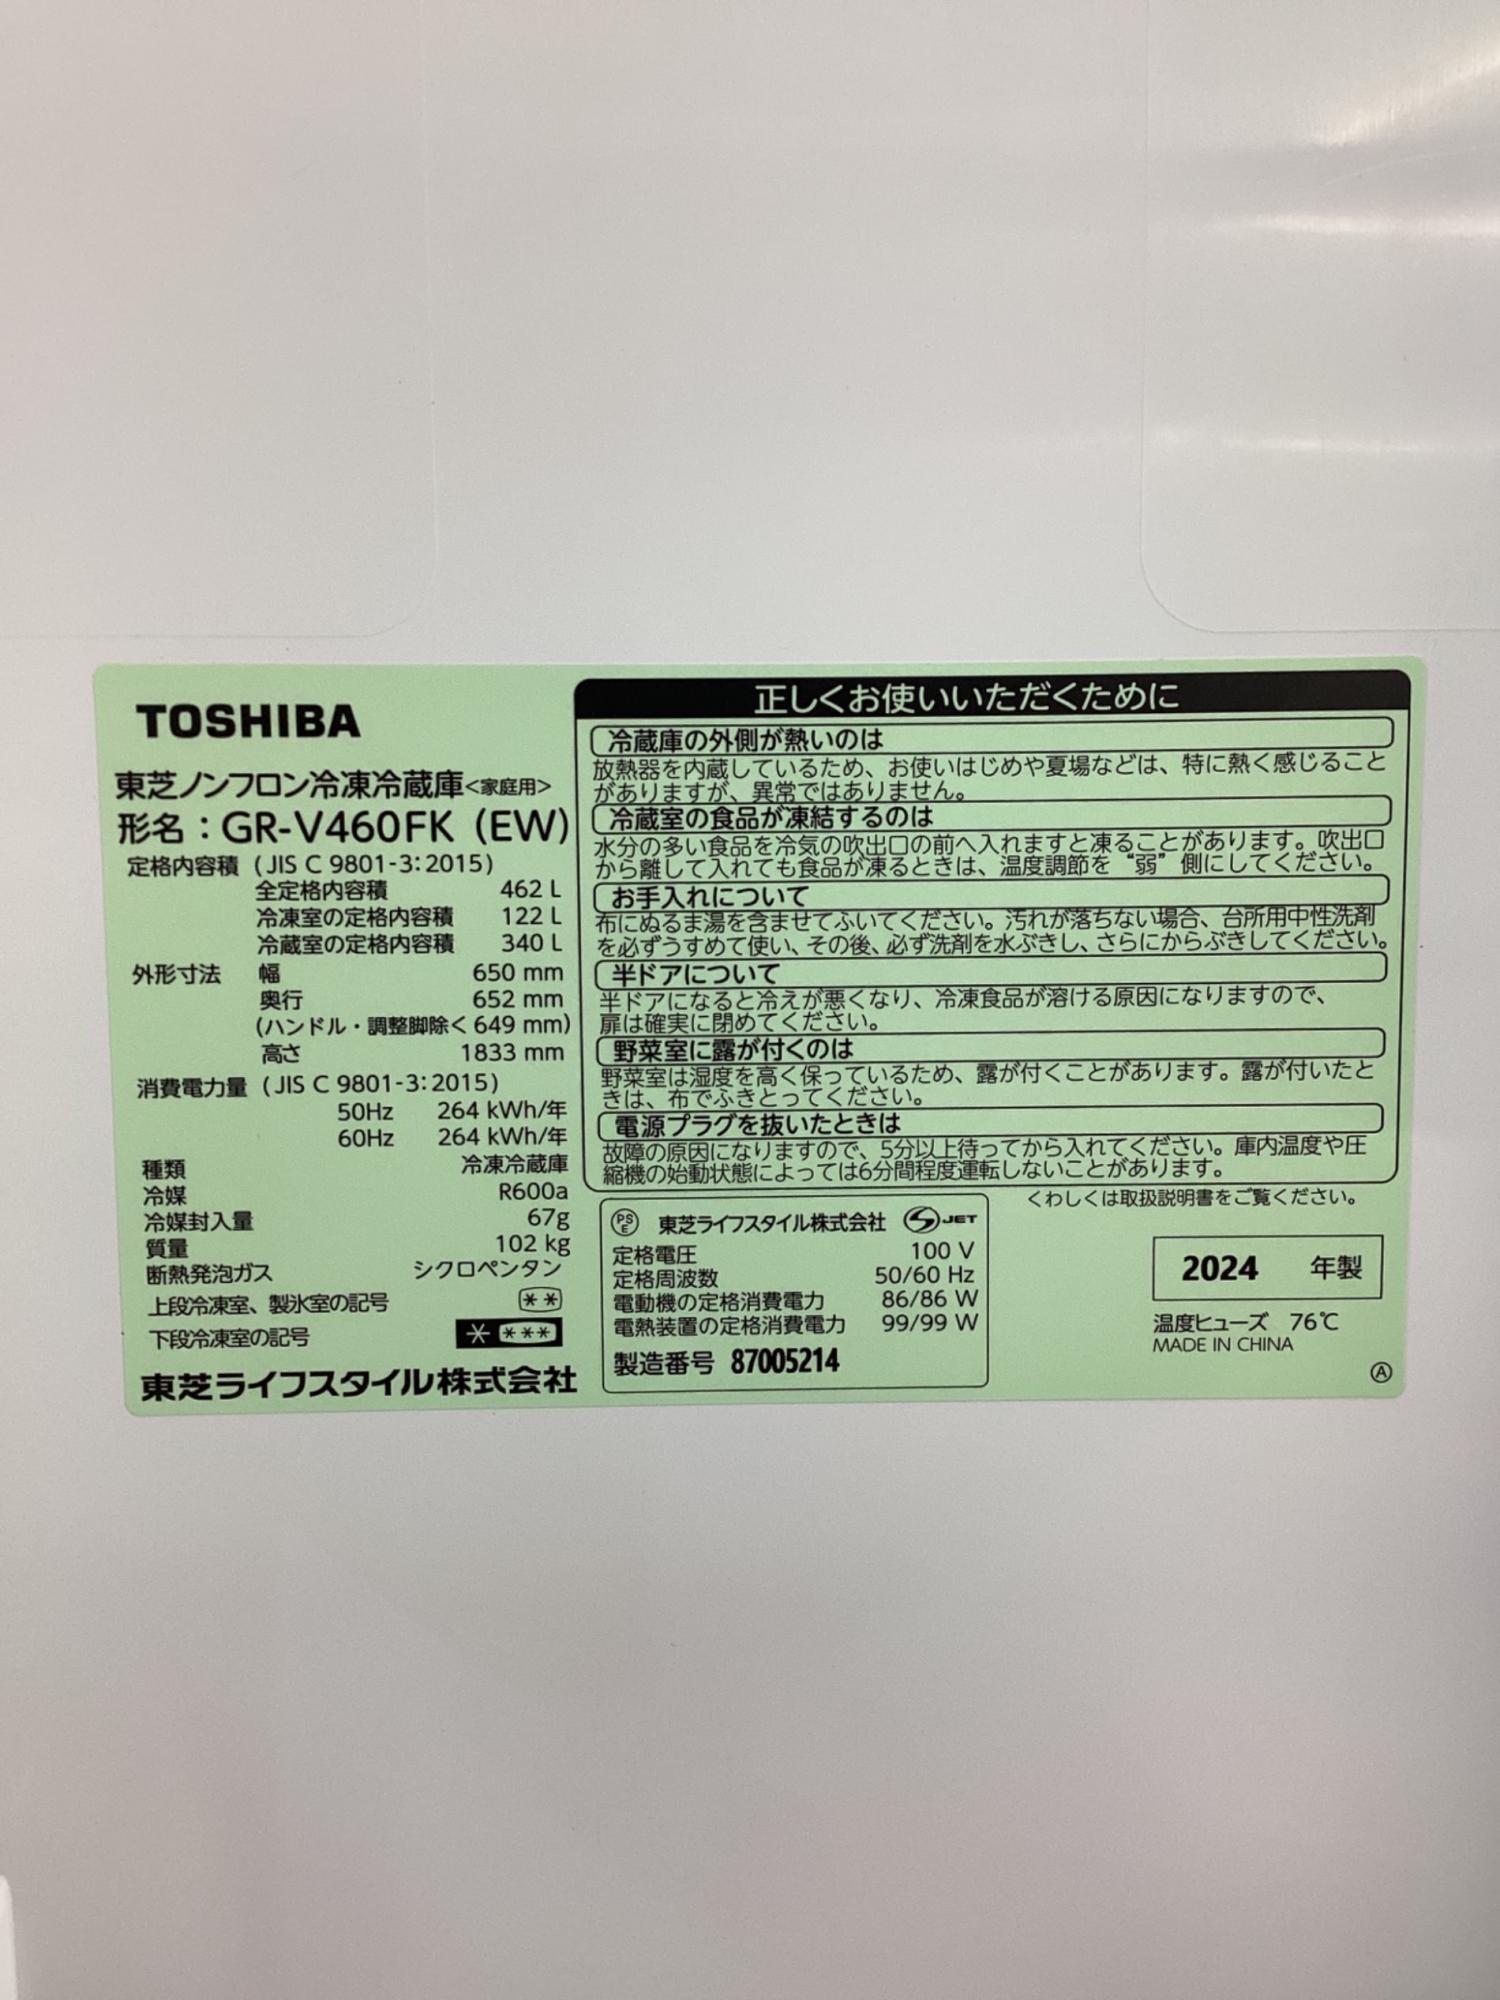 TOSHIBA
東芝ノンフロン冷凍冷蔵庫<家庭用>
形名：GR-V460FK (EW)
定格内容積 (JIS C 9801-3:2015)
全定格内容積 462 L
冷凍室の定格内容積 122 L
冷蔵室の定格内容積 340 L
外形寸法 幅 650 mm
奥行 652 mm
(ハンドル・調整脚除く 649 mm)
高さ 1833 mm
消費電力量 (JIS C 9801-3:2015)
50Hz 264 kWh/年
60Hz 264 kWh/年
種類 冷凍冷蔵庫
冷媒 R600a
冷媒封入量 67g
質量 102 kg
断熱発泡ガス シクロペンタン
上段冷凍室、製氷室の記号 **
下段冷凍室の記号 * ***
東芝ライフスタイル株式会社
正しくお使いいただくために
冷蔵庫の外側が熱いのは
放熱器を内蔵しているため、お使いはじめや夏場などは、特に熱く感じること
がありますが、異常ではありません。
冷蔵室の食品が凍結するのは
水分の多い食品を冷気の吹出口の前へ入れますと凍ることがあります。吹出口
から離して入れても食品が凍るときは、温度調節を“弱”側にしてください。
お手入れについて
布にぬるま湯を含ませてふいてください。汚れが落ちない場合、台所用中性洗剤
を必ずうすめて使い、その後、必ず洗剤を水ぶきし、さらにからぶきしてください。
半ドアについて
半ドアになると冷えが悪くなり、冷凍食品が溶ける原因になりますので、
扉は確実に閉めてください。
野菜室に露が付くのは
野菜室は湿度を高く保っているため、露が付くことがあります。露が付いたと
きは、布でふきとってください。
電源プラグを抜いたときは
故障の原因になりますので、5分以上待ってから入れてください。庫内温度や圧
縮機の始動状態によっては6分間程度運転しないことがあります。
くわしくは取扱説明書をご覧ください。
PSE 東芝ライフスタイル株式会社 JET
定格電圧 100 V
定格周波数 50/60 Hz
電動機の定格消費電力 86/86 W
電熱装置の定格消費電力 99/99 W
製造番号 87005214
2024 年製
温度ヒューズ 76℃
MADE IN CHINA
Ⓐ